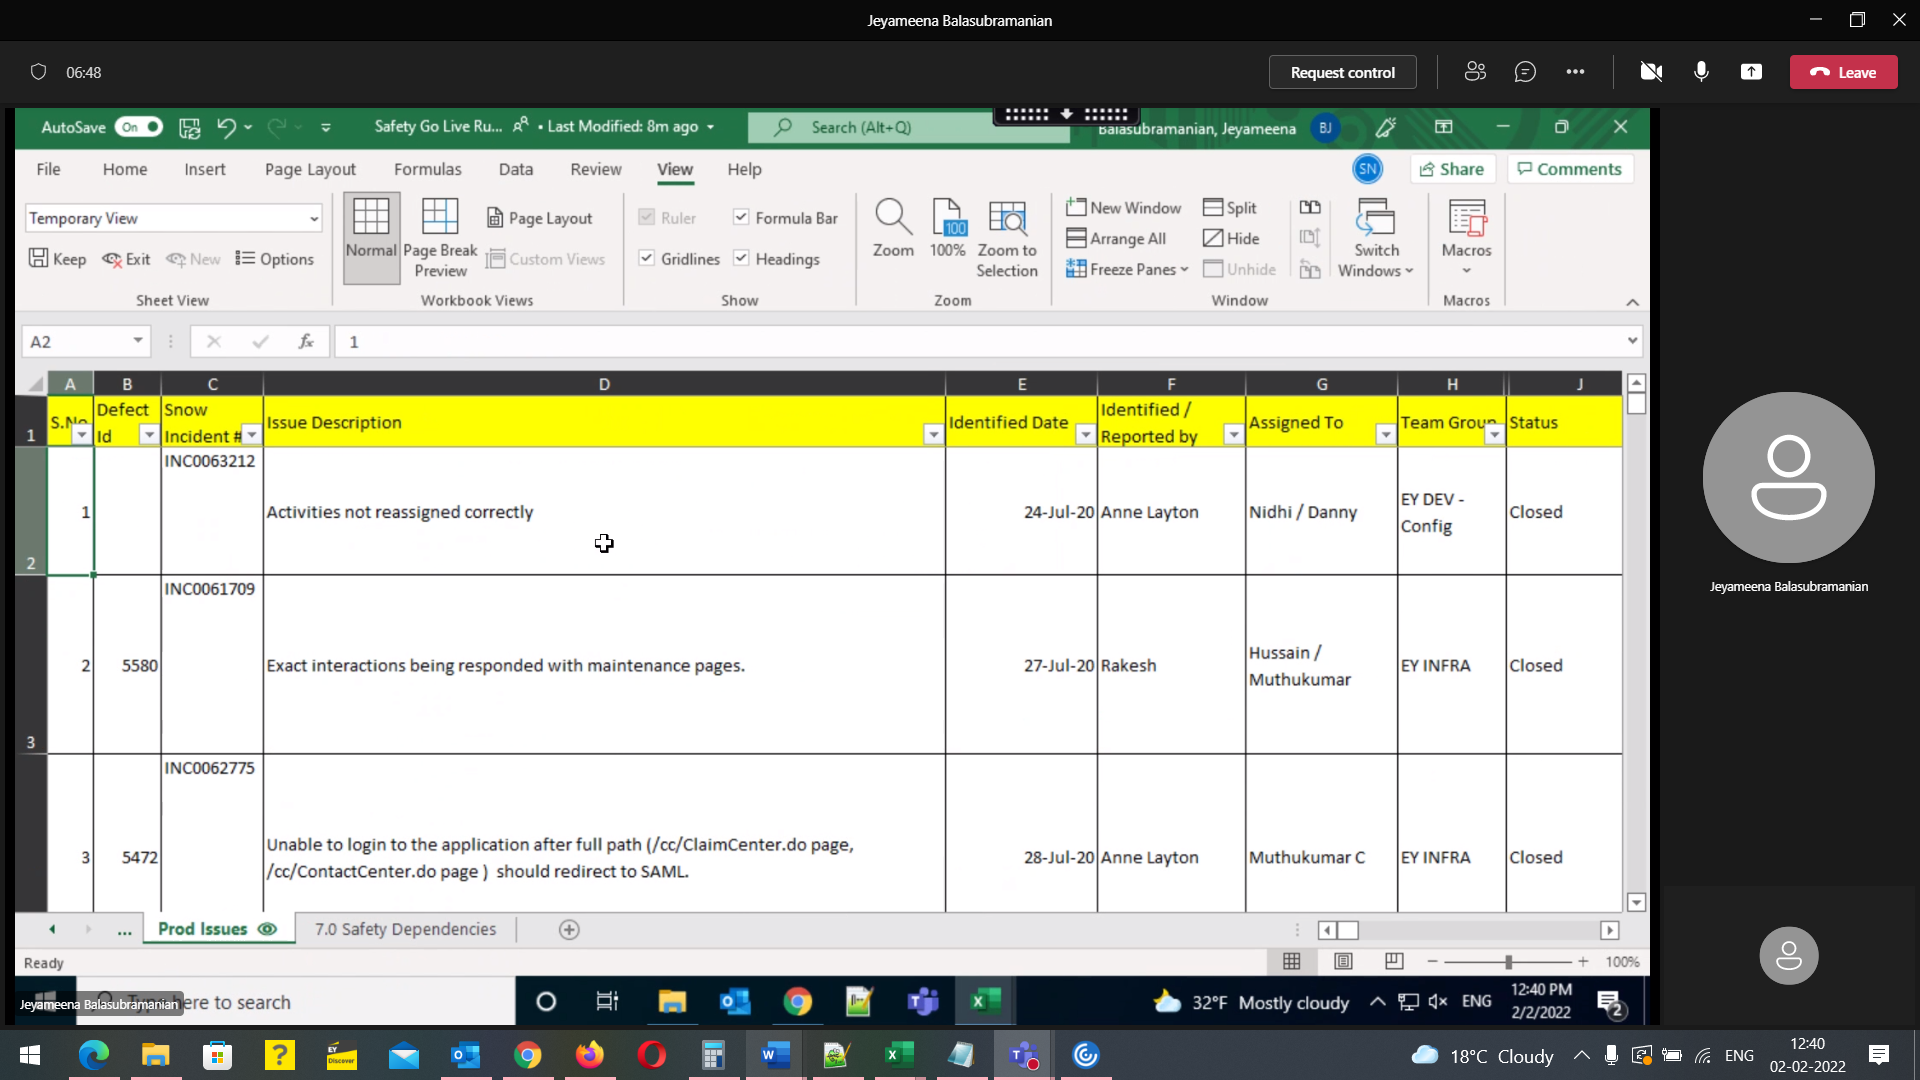 Jeyameena Balasubramanian
06:48
Request control
Leave
AutoSave On
Safety Go Live Ru... • Last Modified: 8m ago
Search (Alt+Q)
Balasubramanian, Jeyameena BJ
File Home Insert Page Layout Formulas Data Review View Help
SN Share Comments
Temporary View
Keep Exit New Options
Sheet View
Normal
Page Break Preview
Page Layout
Custom Views
Workbook Views
Ruler Formula Bar
Gridlines Headings
Show
Zoom
100
100%
Zoom to Selection
Zoom
New Window
Arrange All
Freeze Panes
Split
Hide
Unhide
Switch Windows
Window
Macros
Macros
A2 fx 1
A B C D E F G H J
1 S.No Defect Id Snow Incident # Issue Description Identified Date Identified / Reported by Assigned To Team Group Status
2 1 INC0063212 Activities not reassigned correctly 24-Jul-20 Anne Layton Nidhi / Danny EY DEV - Config Closed
3 2 5580 INC0061709 Exact interactions being responded with maintenance pages. 27-Jul-20 Rakesh Hussain / Muthukumar EY INFRA Closed
3 5472 INC0062775 Unable to login to the application after full path (/cc/ClaimCenter.do page,
/cc/ContactCenter.do page ) should redirect to SAML. 28-Jul-20 Anne Layton Muthukumar C EY INFRA Closed
... Prod Issues 7.0 Safety Dependencies
Ready
100%
Jeyameena Balasubramanian
here to search
32°F Mostly cloudy ENG 12:40 PM
2/2/2022 2
Jeyameena Balasubramanian
EY Discover
18°C Cloudy ENG 12:40
02-02-2022